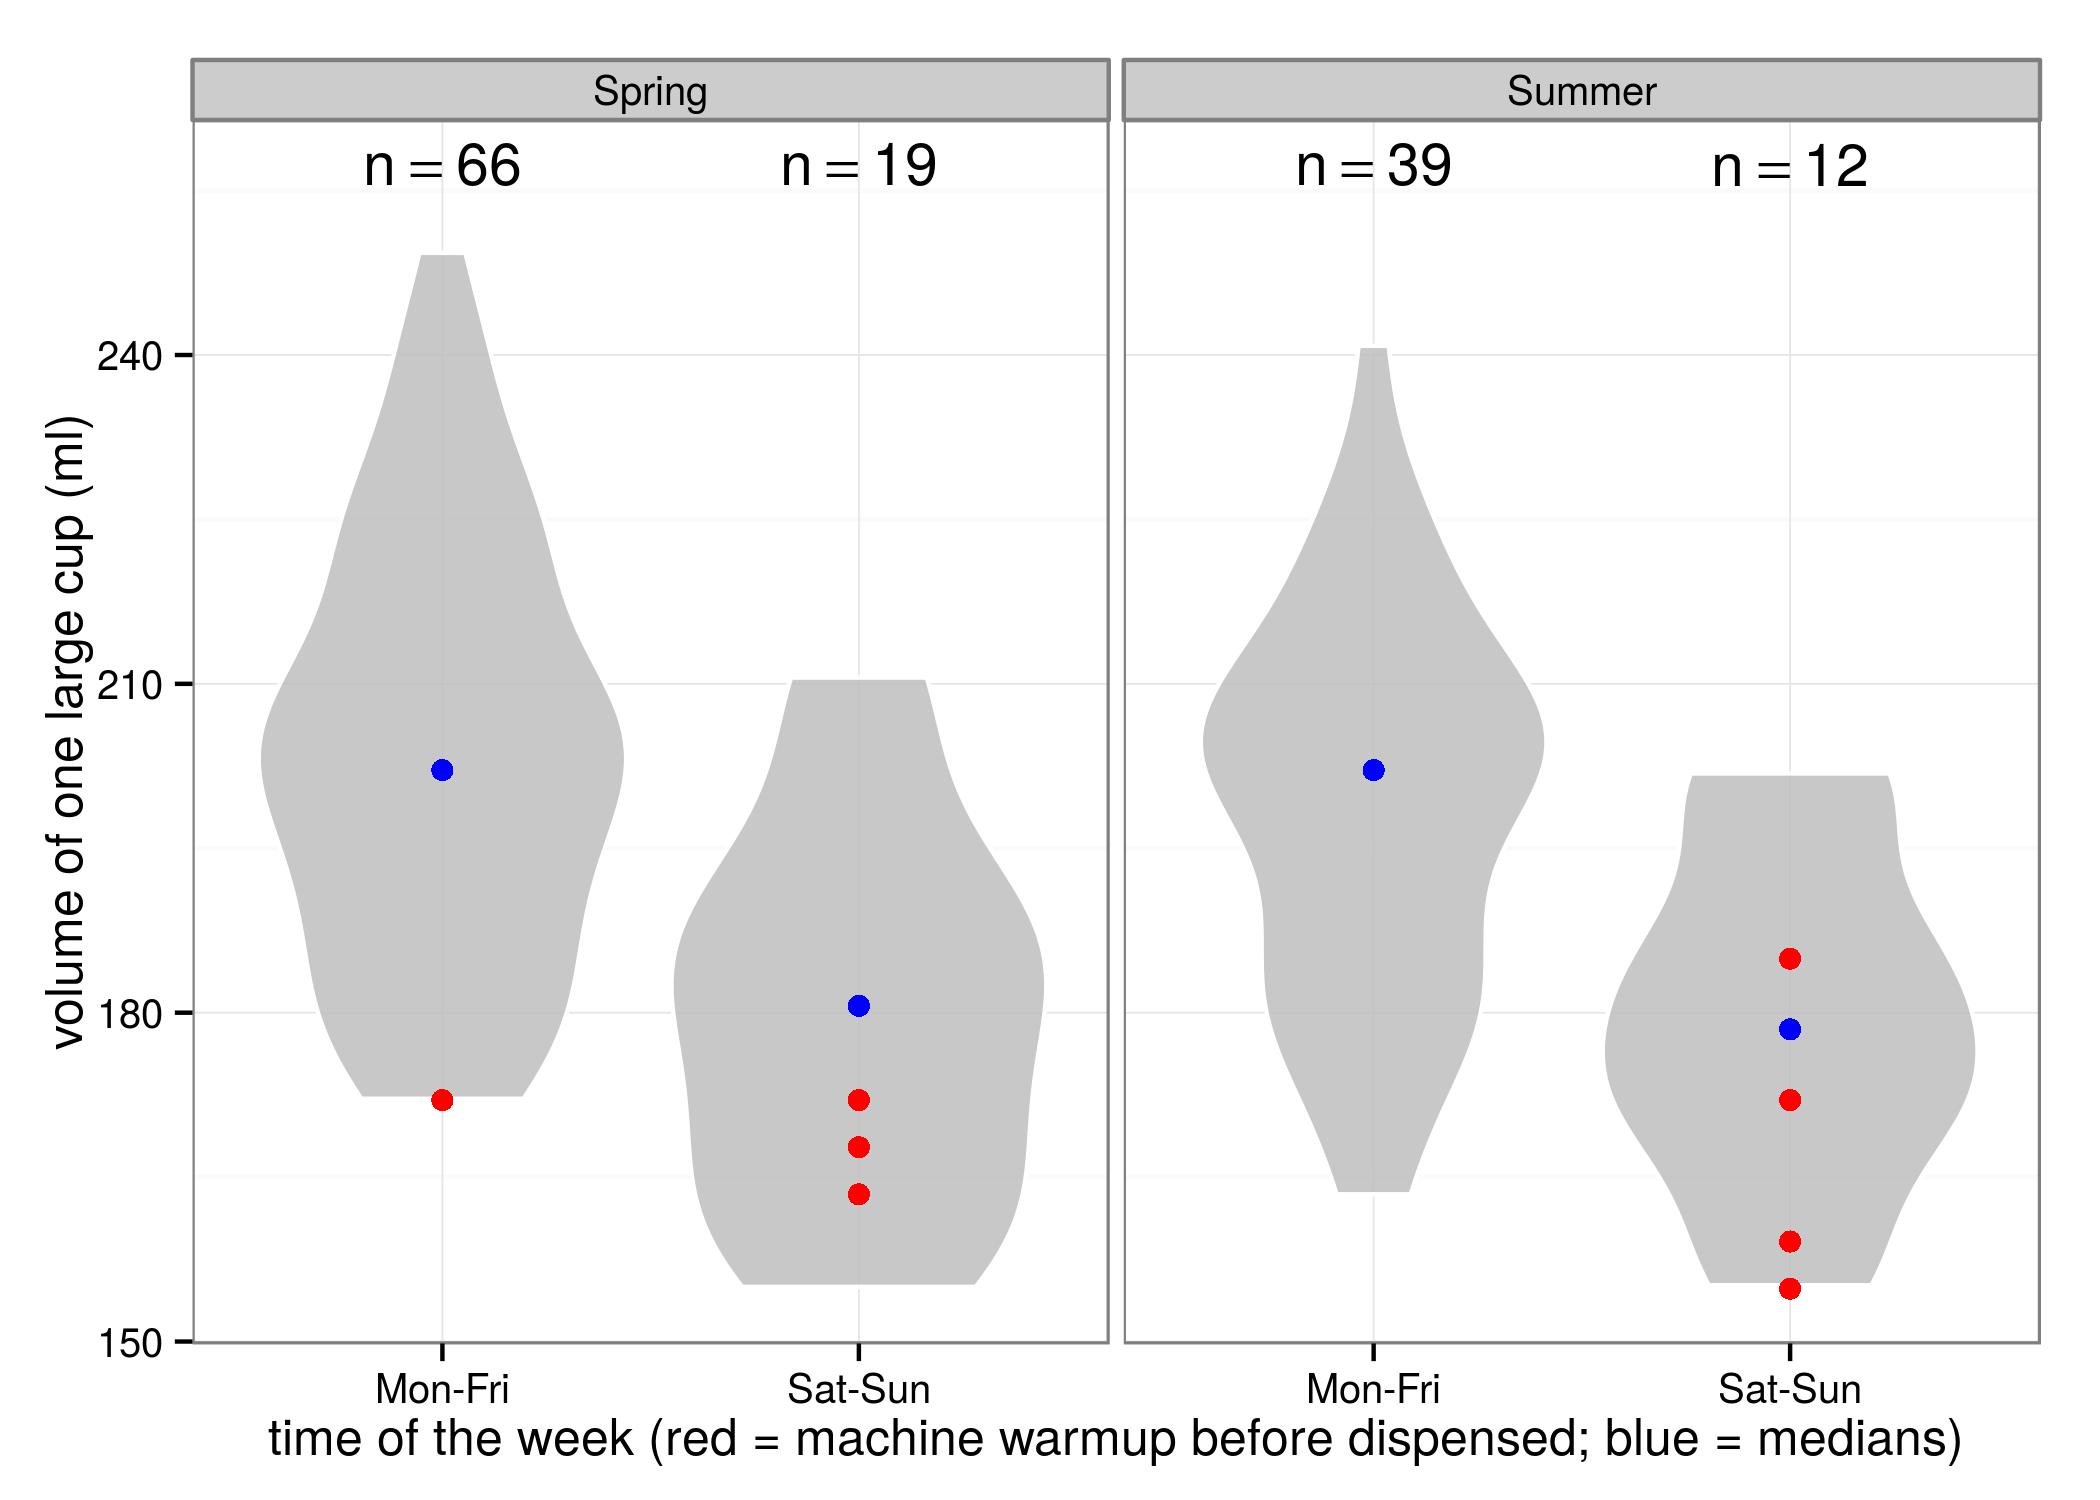 Spring
Summer
n = 66
n = 19
n = 39
n = 12
volume of one large cup (ml)
240
210
180
150
Mon-Fri
Sat-Sun
Mon-Fri
Sat-Sun
time of the week (red = machine warmup before dispensed; blue = medians)